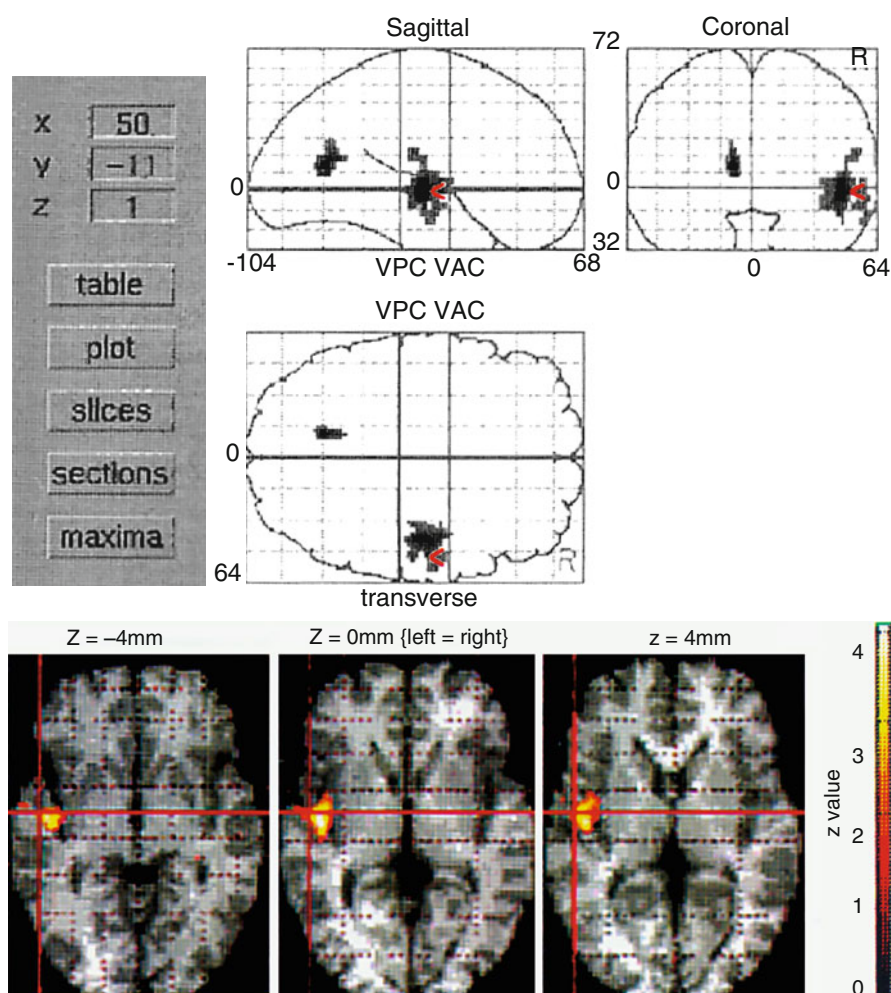 Sagittal
Coronal
x 50
y -11
z 1
table
plot
slices
sections
maxima
72
R
0
0
-104
VPC VAC
68
32
0
64
VPC VAC
0
R
64
transverse
Z = –4mm
Z = 0mm {left = right}
z = 4mm
4
3
2
1
0
z value